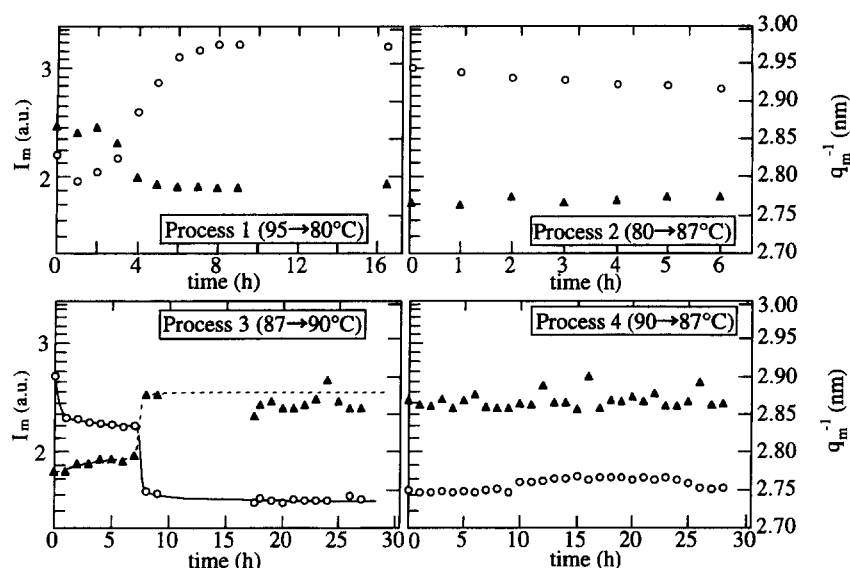 3.00
2.95
2.90
2.85
2.80
2.75
2.70
3
2
I_m (a.u.)
q_m^-1 (nm)
Process 1 (95→80°C)
Process 2 (80→87°C)
0 4 8 12 16
0 1 2 3 4 5 6
time (h)
time (h)
3.00
2.95
2.90
2.85
2.80
2.75
2.70
3
2
I_m (a.u.)
q_m^-1 (nm)
Process 3 (87→90°C)
Process 4 (90→87°C)
0 5 10 15 20 25 30
0 5 10 15 20 25 30
time (h)
time (h)